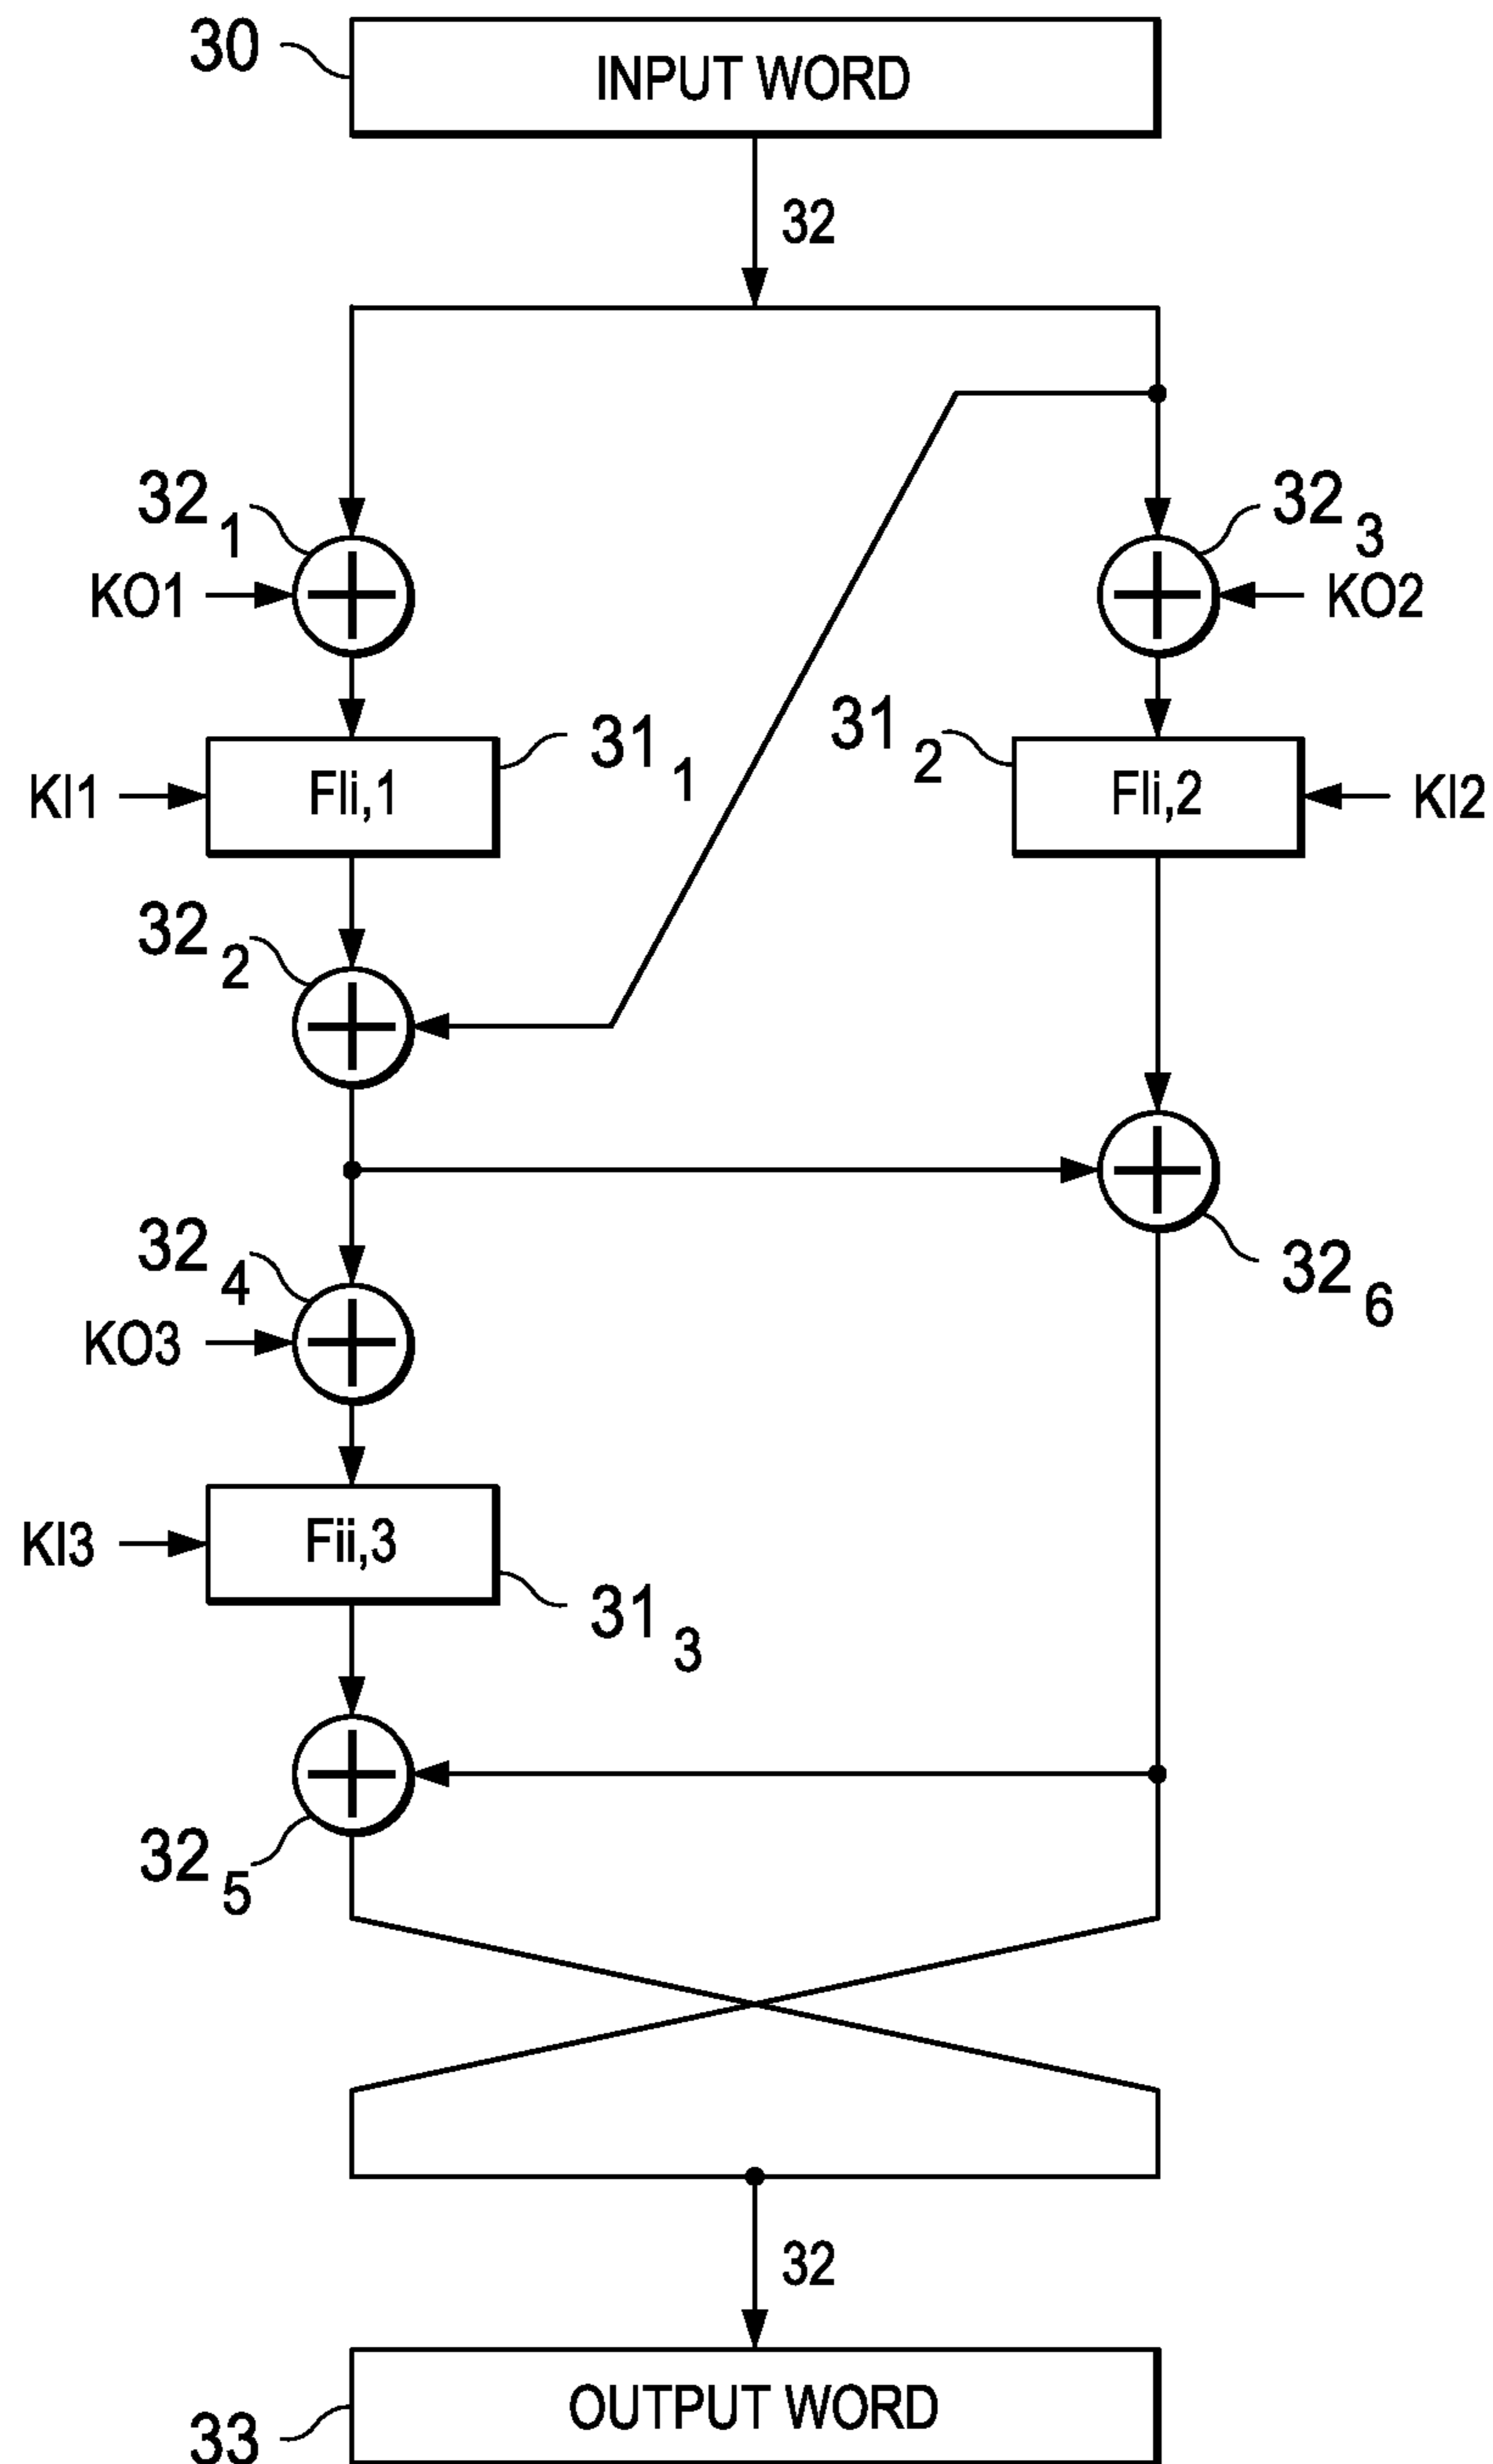 30
INPUT WORD
32
32 1
32 3
KO1
KO2
31 1
31 2
KI1
FIi,1
FIi,2
KI2
32 2
32 4
32 6
KO3
KI3
Fii,3
31 3
32 5
32
OUTPUT WORD
33